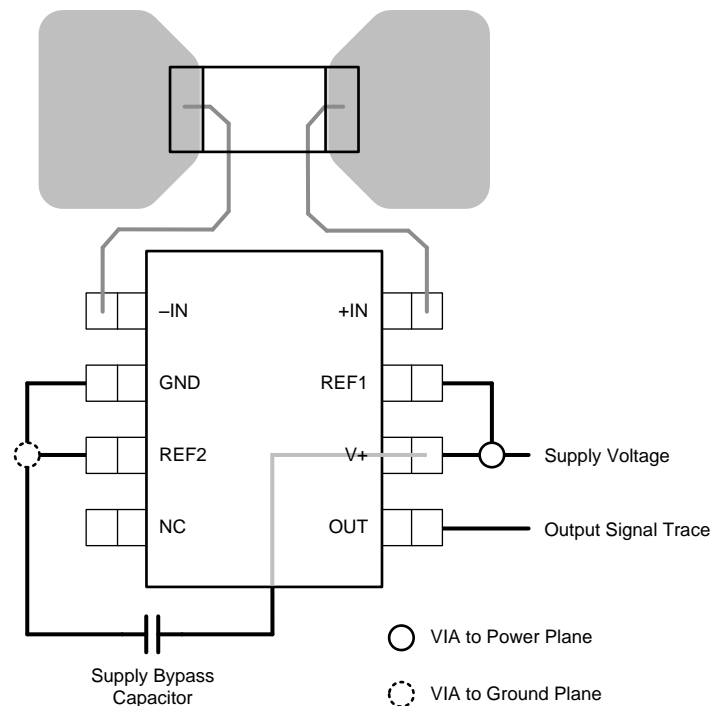 –IN
+IN
GND
REF1
REF2
V+
Supply Voltage
NC
OUT
Output Signal Trace
VIA to Power Plane
Supply Bypass
Capacitor
VIA to Ground Plane